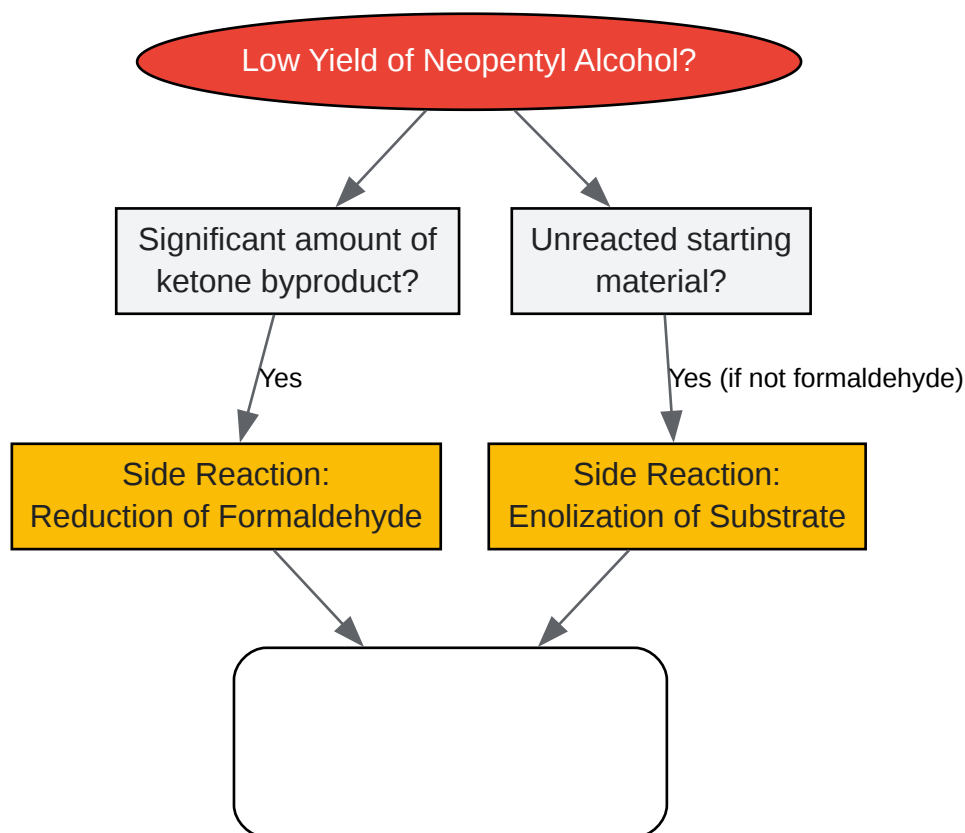 Low Yield of Neopentyl Alcohol?
Significant amount of
ketone byproduct?
Unreacted starting
material?
Yes
Yes (if not formaldehyde)
Side Reaction:
Reduction of Formaldehyde
Side Reaction:
Enolization of Substrate